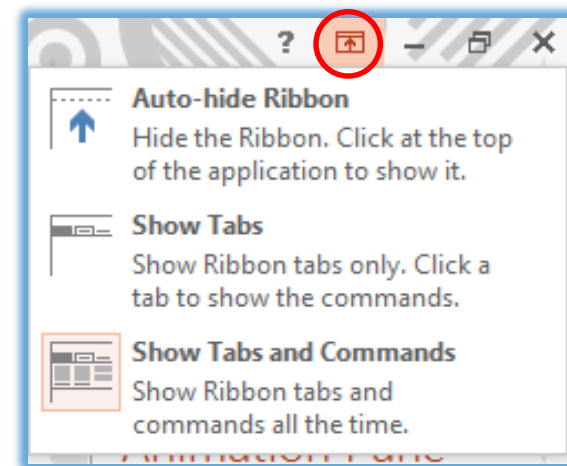 ?
Auto-hide Ribbon
Hide the Ribbon. Click at the top
of the application to show it.
Show Tabs
Show Ribbon tabs only. Click a
tab to show the commands.
Show Tabs and Commands
Show Ribbon tabs and
commands all the time.
Animation Pane